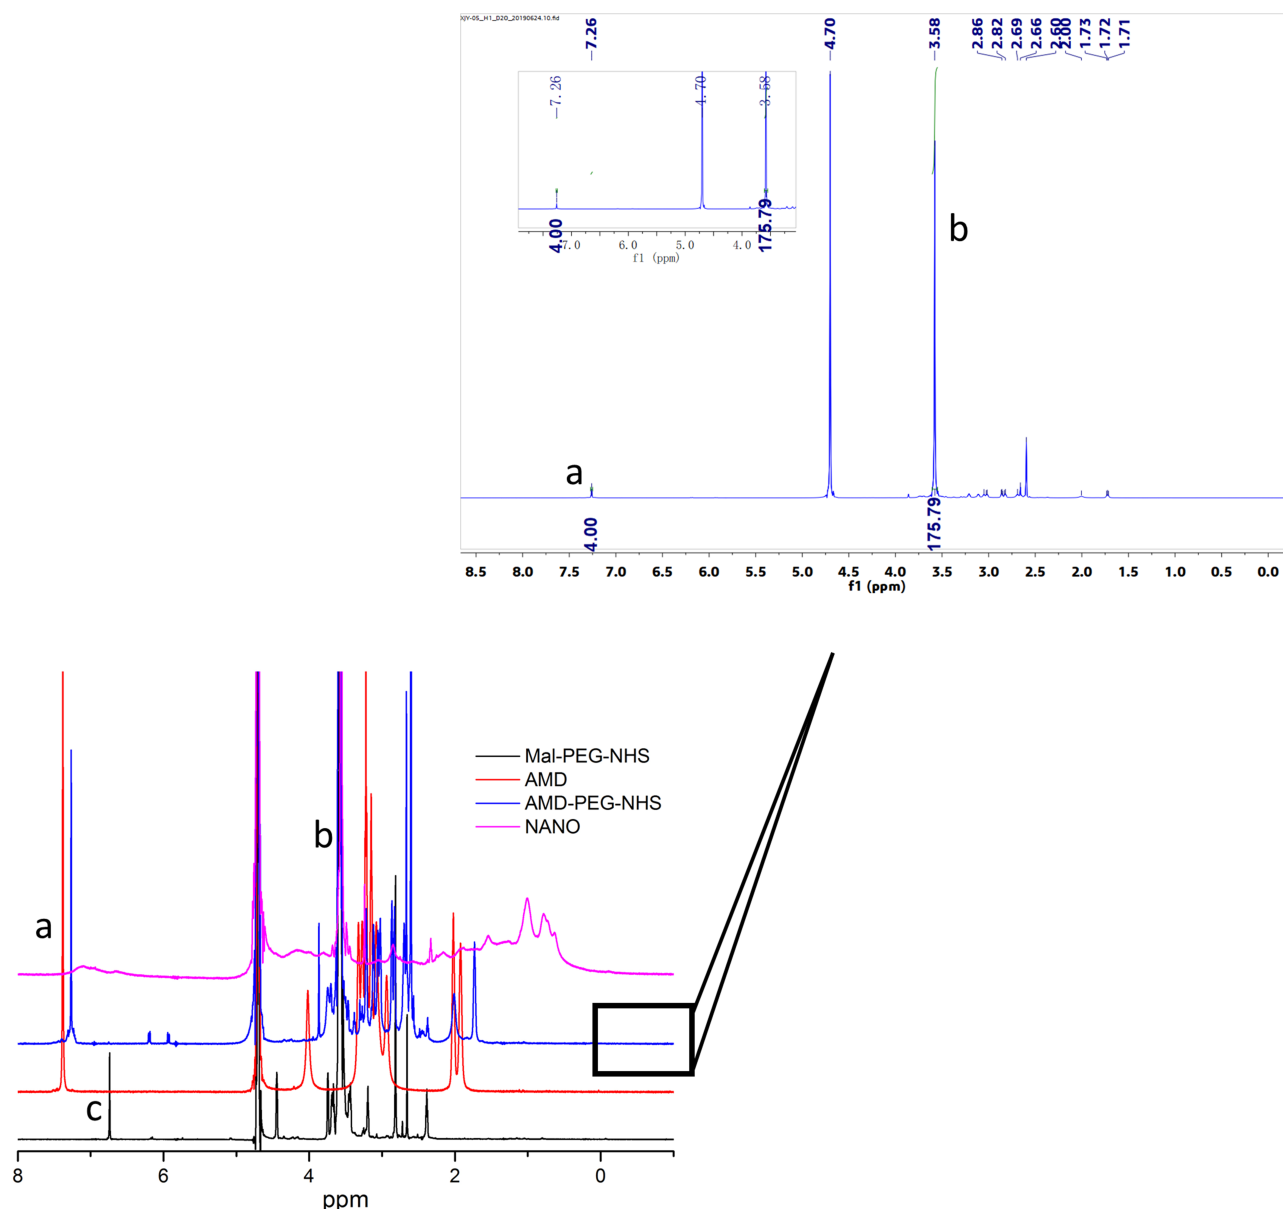 XJY-05_H1_D2O_20190624.10.fid
7.26
4.70
3.58
2.86
2.82
2.69
2.66
2.60
2.00
1.73
1.72
1.71
7.26
4.70
3.58
4.00
175.79
7.0 6.0 5.0 4.0
f1 (ppm)
b
a
4.00
175.79
8.5 8.0 7.5 7.0 6.5 6.0 5.5 5.0 4.5 4.0 3.5 3.0 2.5 2.0 1.5 1.0 0.5 0.0
f1 (ppm)
Mal-PEG-NHS
AMD
AMD-PEG-NHS
NANO
b
a
c
8 6 4 2 0
ppm